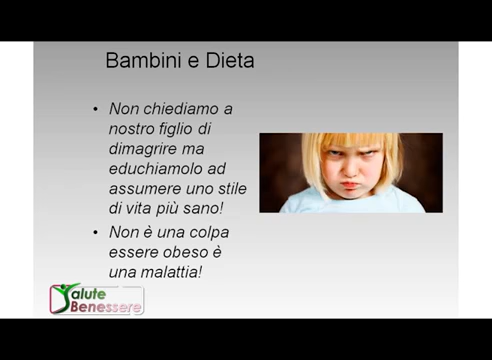 Bambini e Dieta
• Non chiediamo a
nostro figlio di
dimagrire ma
educhiamolo ad
assumere uno stile
di vita più sano!
• Non è una colpa
essere obeso è
una malattia!
Salute
Benessere